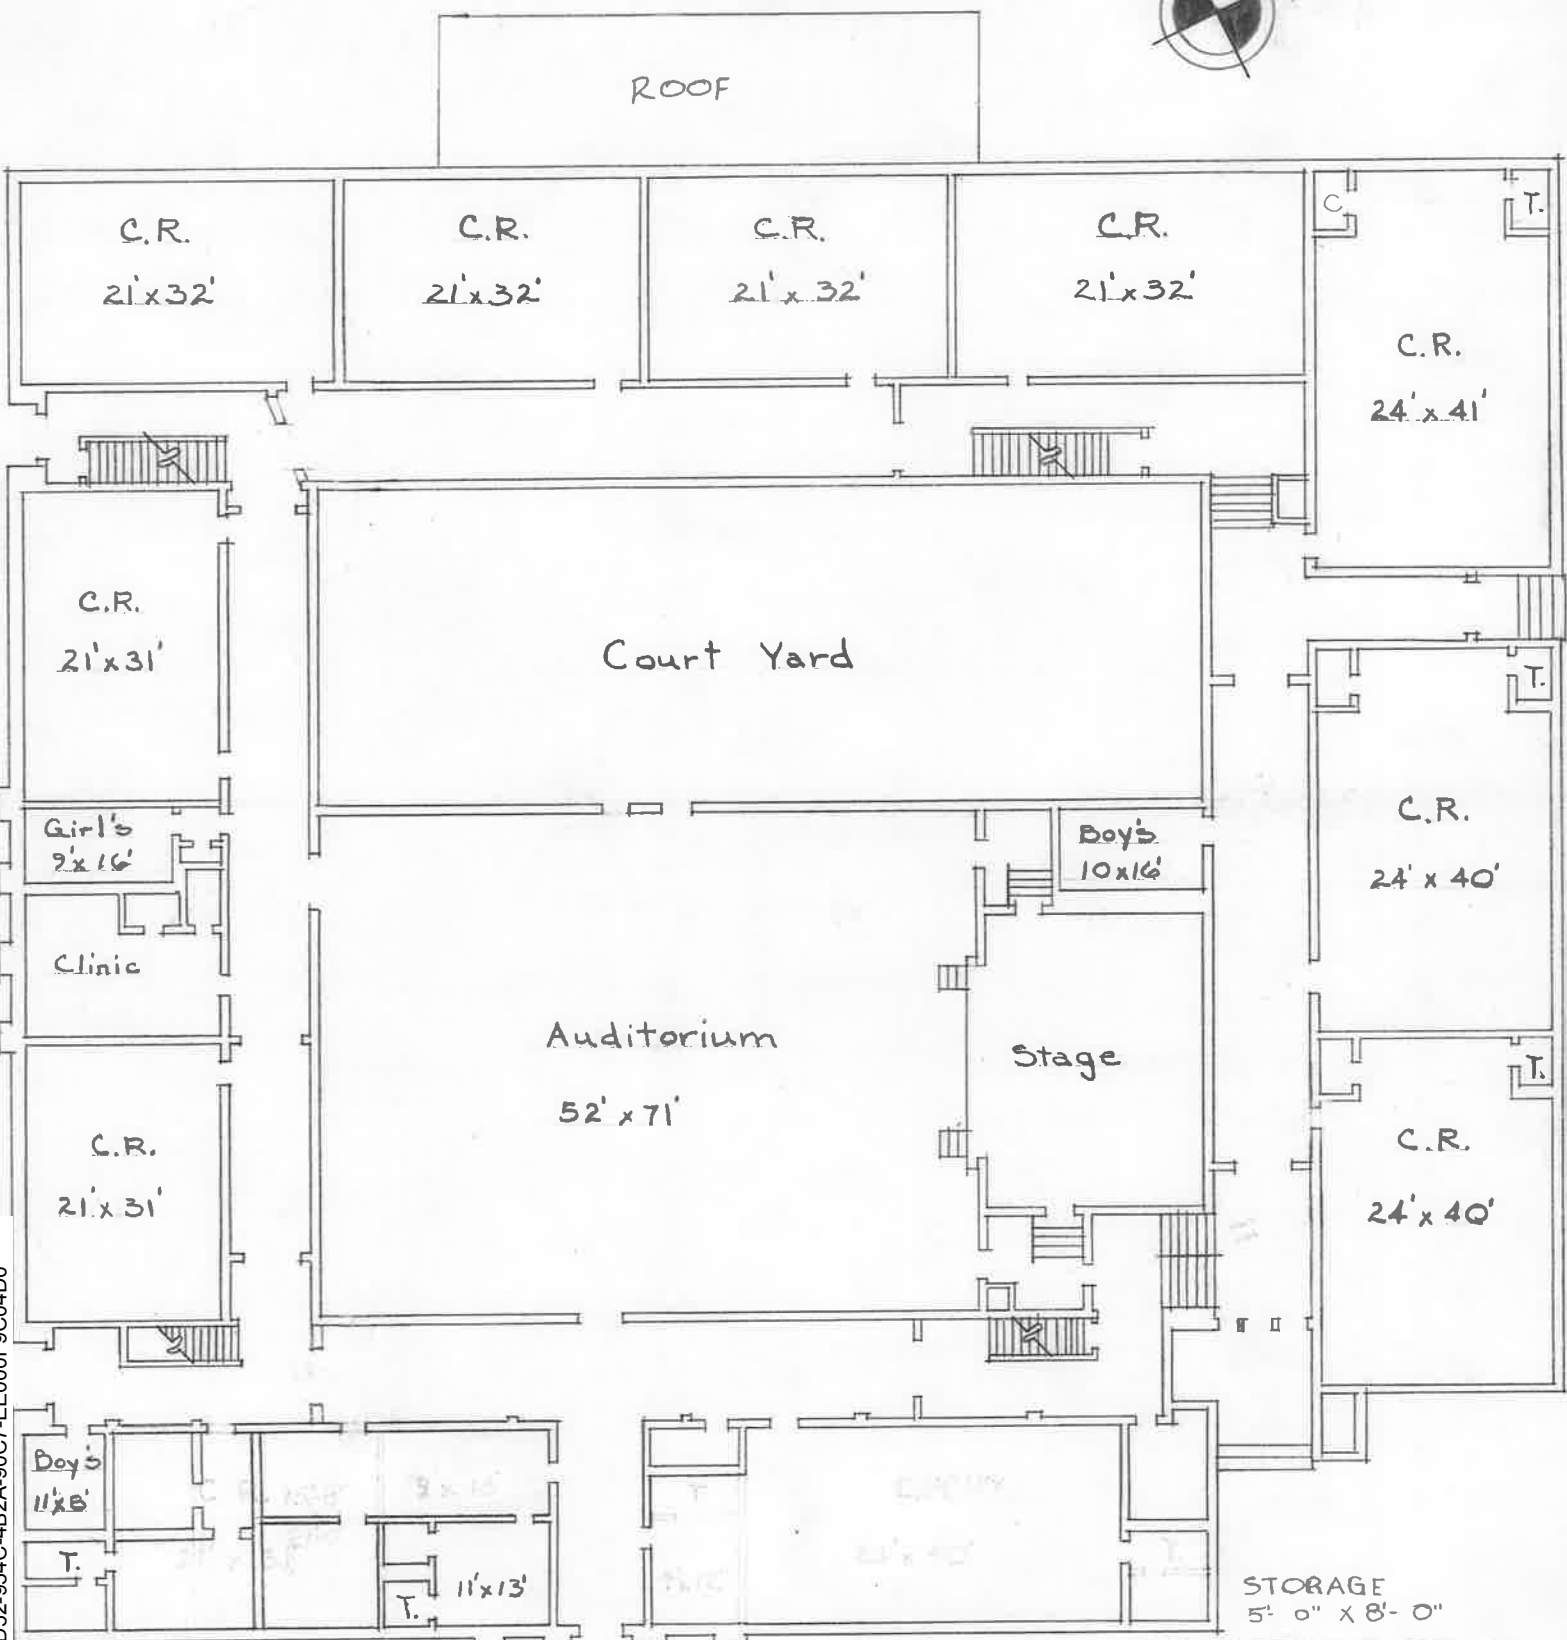 ROOF
C.R.
21'x32'
C.R.
21'x32'
C.R.
21'x32'
C.R.
21'x32'
C
T.
C.R.
24'x41'
C.R.
21'x31'
Court Yard
T.
C.R.
24'x40'
Girl's
9'x16'
Boy's
10x16'
Clinic
Auditorium
52'x71'
Stage
T.
C.R.
24'x40'
C.R.
21'x31'
Boy's
11'x8'
T.
T.
11'x13'
STORAGE
5'-0" X 8'-0"